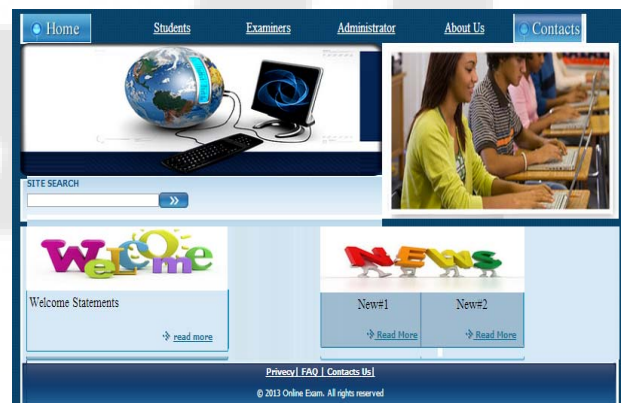 Home Students Examiners Administrator About Us Contacts
SITE SEARCH
Welcome
NEWS
Welcome Statements
read more
New#1 New#2
Read More Read More
Privecy| FAQ | Contacts Us|
© 2013 Online Exam. All rights reserved